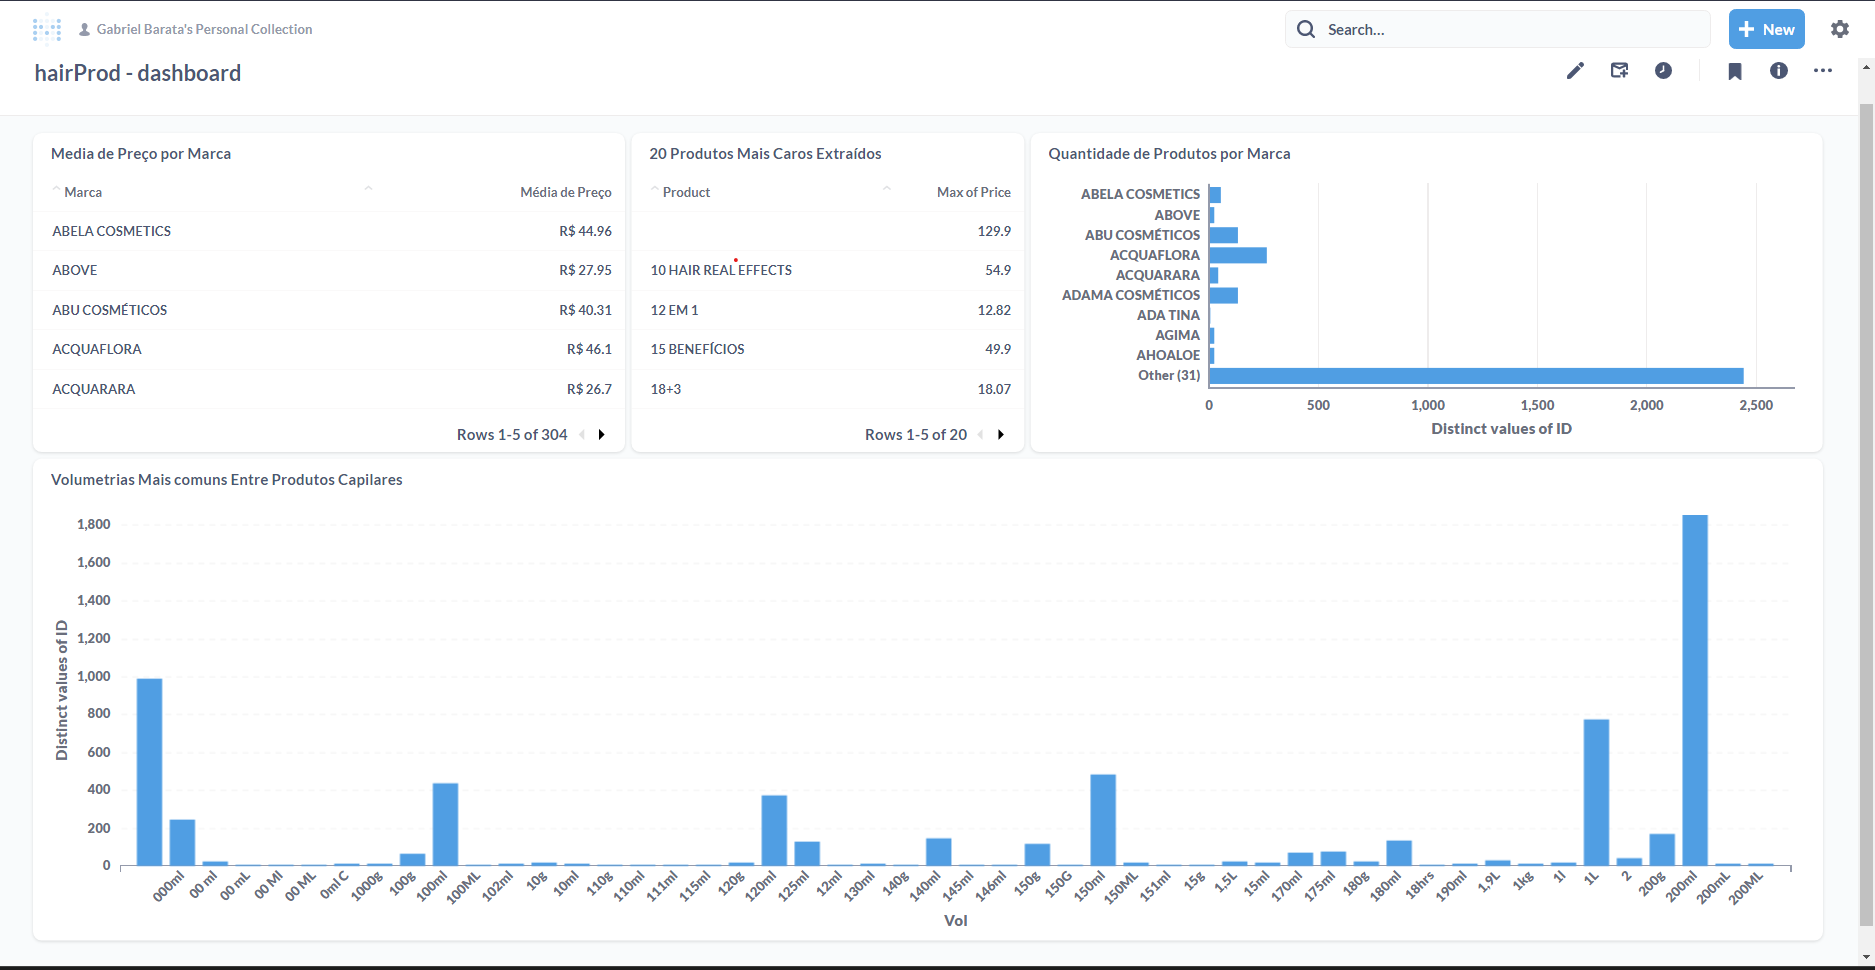 Gabriel Barata's Personal Collection
Search...
New
hairProd - dashboard
Media de Preço por Marca
Marca
Média de Preço
ABELA COSMETICS
R$ 44.96
ABOVE
R$ 27.95
ABU COSMÉTICOS
R$ 40.31
ACQUAFLORA
R$ 46.1
ACQUARARA
R$ 26.7
Rows 1-5 of 304
20 Produtos Mais Caros Extraídos
Product
Max of Price
129.9
10 HAIR REAL EFFECTS
54.9
12 EM 1
12.82
15 BENEFÍCIOS
49.9
18+3
18.07
Rows 1-5 of 20
Quantidade de Produtos por Marca
ABELA COSMETICS
ABOVE
ABU COSMÉTICOS
ACQUAFLORA
ACQUARARA
ADAMA COSMÉTICOS
ADA TINA
AGIMA
AHOALOE
Other (31)
0
500
1,000
1,500
2,000
2,500
Distinct values of ID
Volumetrias Mais comuns Entre Produtos Capilares
Distinct values of ID
1,800
1,600
1,400
1,200
1,000
800
600
400
200
0
000ml
00 ml
00 mL
00 Ml
00 ML
0ml C
1000g
100g
100ml
100ML
102ml
10g
10ml
110g
110ml
111ml
115ml
120g
120ml
125ml
12ml
130ml
140g
140ml
145ml
146ml
150g
150G
150ml
150ML
151ml
15g
1,5L
15ml
170ml
175ml
180g
180ml
18hrs
190ml
1,9L
1kg
1l
1L
2
200g
200ml
200mL
200ML
Vol